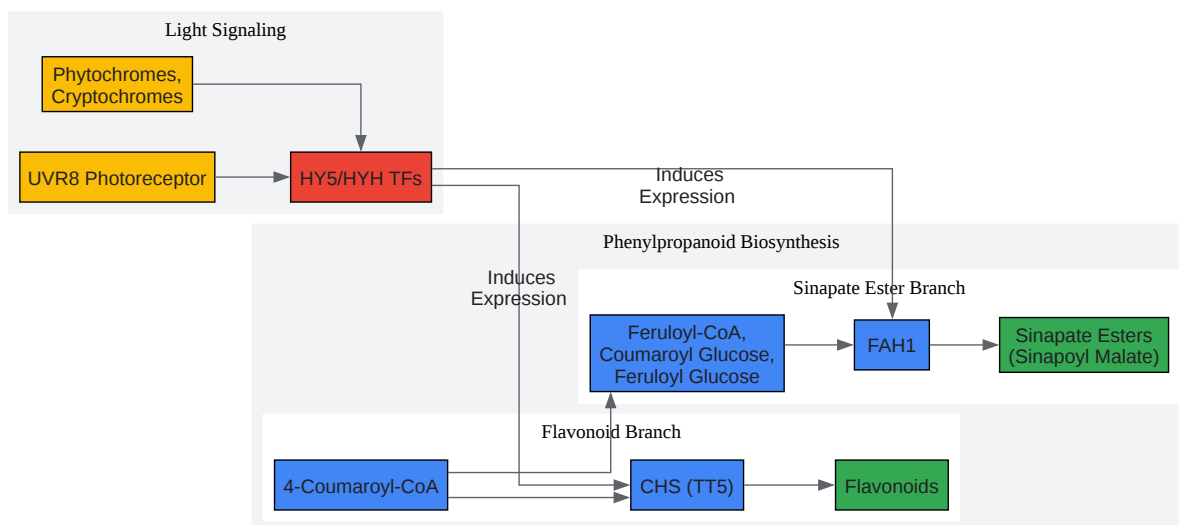 Light Signaling
Phytochromes,
Cryptochromes
UVR8 Photoreceptor
HY5/HYH TFs
Induces
Expression
Phenylpropanoid Biosynthesis
Induces
Expression
Sinapate Ester Branch
Feruloyl-CoA,
Coumaroyl Glucose,
Feruloyl Glucose
FAH1
Sinapate Esters
(Sinapoyl Malate)
Flavonoid Branch
4-Coumaroyl-CoA
CHS (TT5)
Flavonoids